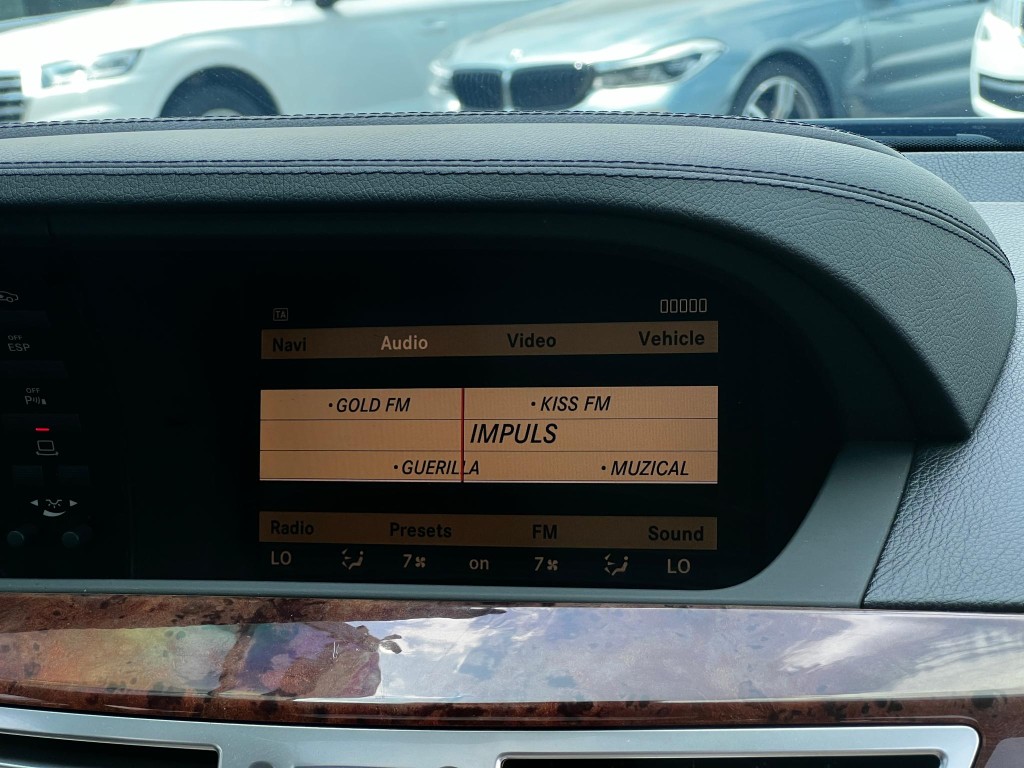 TA
Navi Audio Video Vehicle
•GOLD FM •KISS FM
IMPULS
•GUERILLA •MUZICAL
Radio Presets FM Sound
LO 7 on 7 LO
OFF
ESP
OFF
P